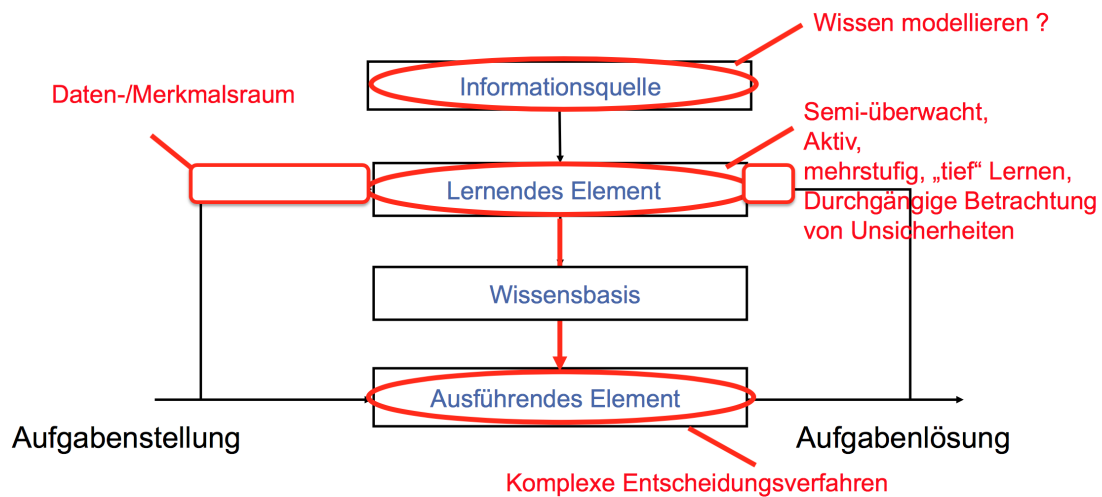 Wissen modellieren ?
Informationsquelle
Daten-/Merkmalsraum
Semi-überwacht,
Aktiv,
mehrstufig, „tief“ Lernen,
Durchgängige Betrachtung
von Unsicherheiten
Lernendes Element
Wissensbasis
Ausführendes Element
Aufgabenstellung
Aufgabenlösung
Komplexe Entscheidungsverfahren